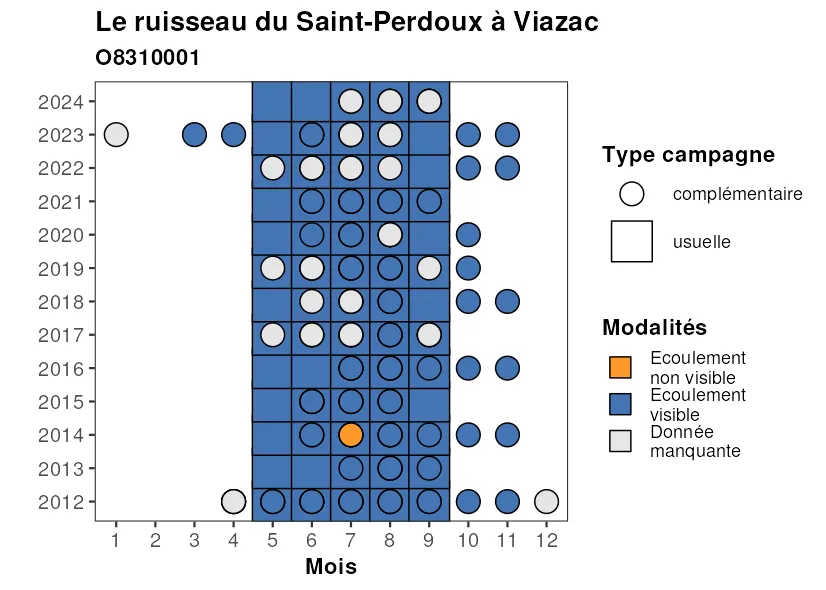 Le ruisseau du Saint-Perdoux à Viazac
O8310001
2024
2023
2022
2021
2020
2019
2018
2017
2016
2015
2014
2013
2012
1 2 3 4 5 6 7 8 9 10 11 12
Mois
Type campagne
complémentaire
usuelle
Modalités
Ecoulement
non visible
Ecoulement
visible
Donnée
manquante